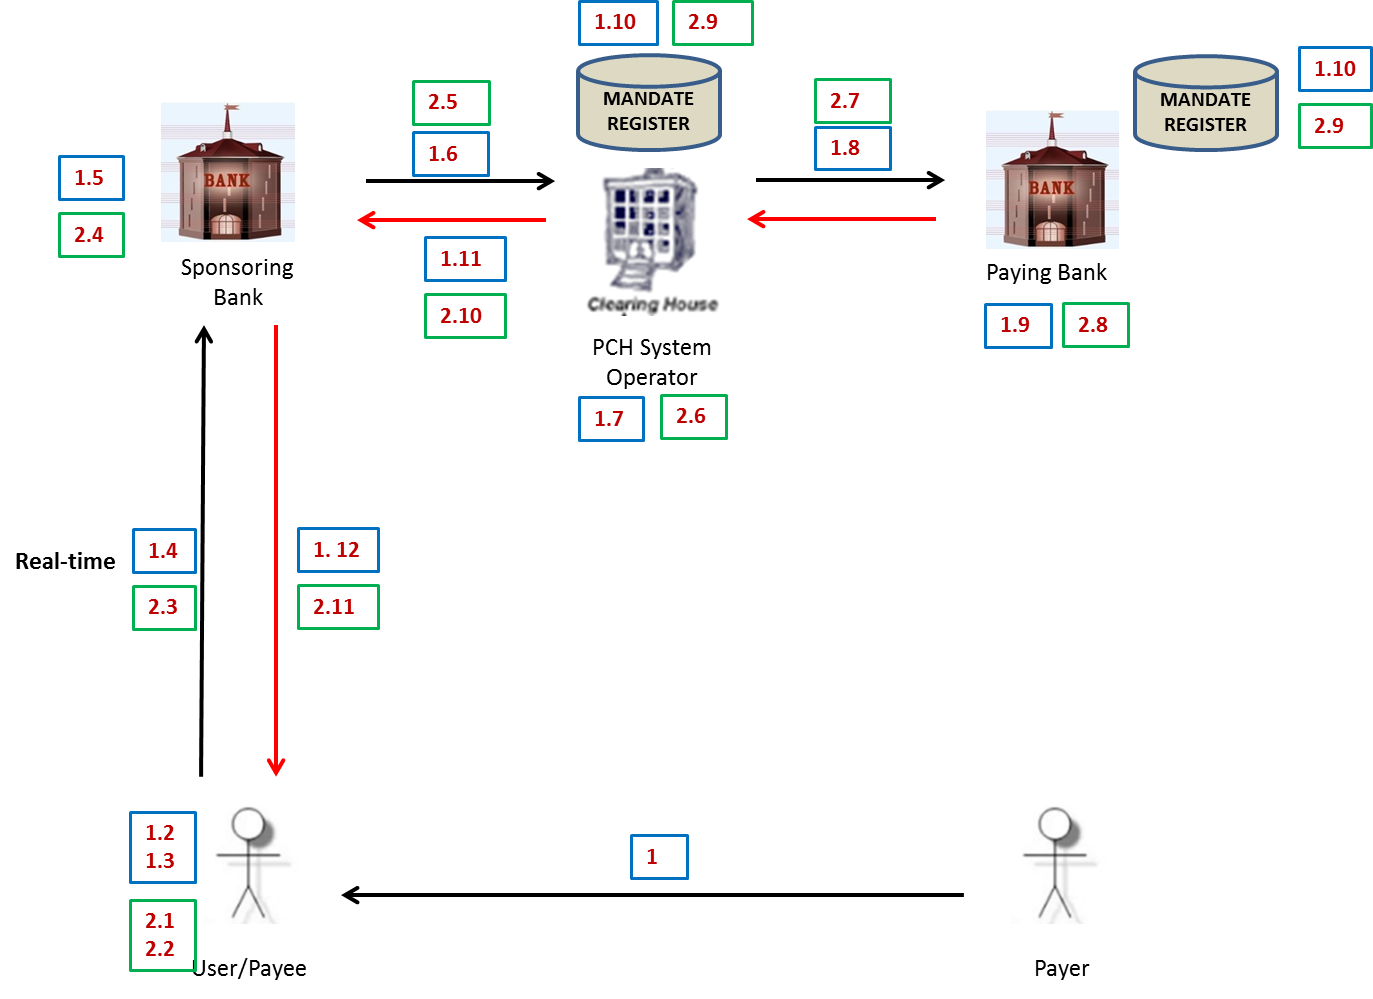 1.10
2.9
MANDATE
REGISTER
2.5
1.6
2.7
1.8
MANDATE
REGISTER
1.10
2.9
1.5
2.4
BANK
Sponsoring
Bank
1.11
2.10
Clearing House
PCH System
Operator
1.7
2.6
BANK
Paying Bank
1.9
2.8
Real-time
1.4
2.3
1. 12
2.11
1.2
1.3
2.1
2.2
User/Payee
1
Payer